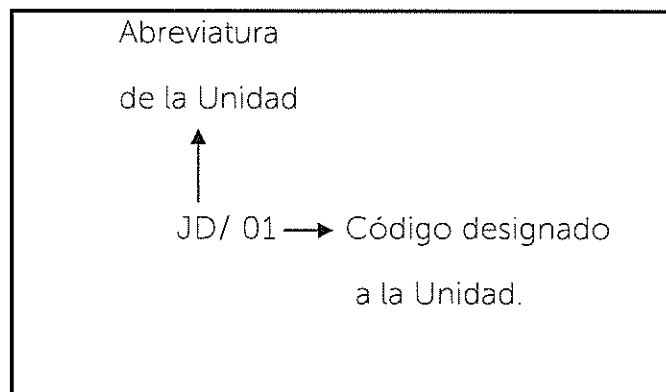 Abreviatura
de la Unidad
JD/ 01 → Código designado
a la Unidad.